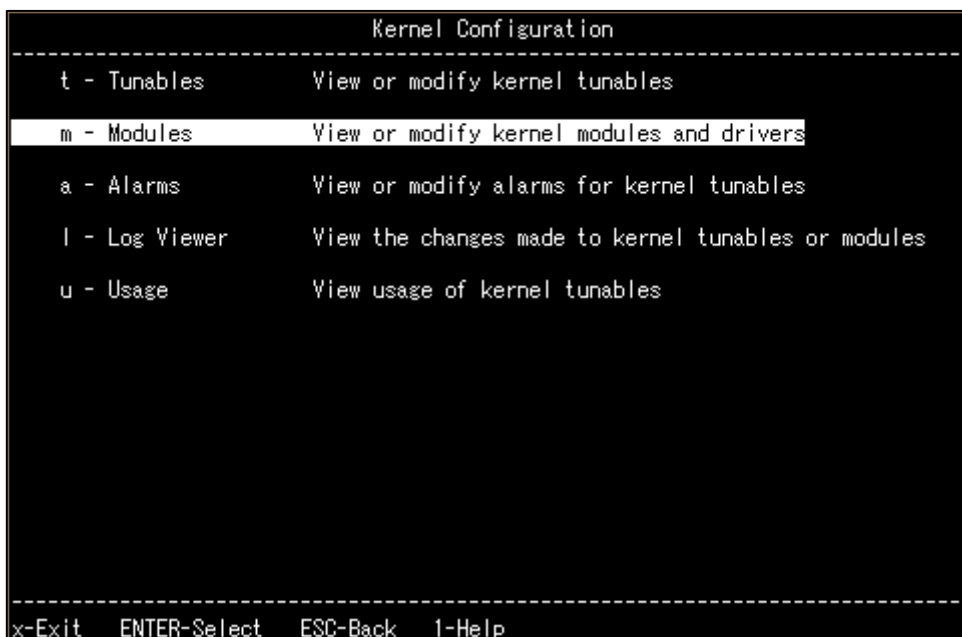 Kernel Configuration
t - Tunables View or modify kernel tunables
m - Modules View or modify kernel modules and drivers
a - Alarms View or modify alarms for kernel tunables
l - Log Viewer View the changes made to kernel tunables or modules
u - Usage View usage of kernel tunables
x-Exit ENTER-Select ESC-Back 1-Help